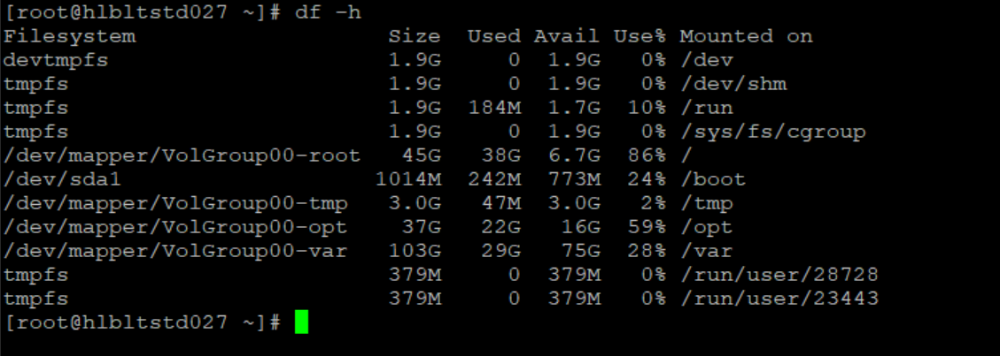 [root@hlbltstd027 ~]# df -h
Filesystem                  Size  Used Avail Use% Mounted on
devtmpfs                    1.9G     0  1.9G   0% /dev
tmpfs                       1.9G     0  1.9G   0% /dev/shm
tmpfs                       1.9G  184M  1.7G  10% /run
tmpfs                       1.9G     0  1.9G   0% /sys/fs/cgroup
/dev/mapper/VolGroup00-root  45G   38G  6.7G  86% /
/dev/sda1                  1014M  242M  773M  24% /boot
/dev/mapper/VolGroup00-tmp  3.0G   47M  3.0G   2% /tmp
/dev/mapper/VolGroup00-opt   37G   22G   16G  59% /opt
/dev/mapper/VolGroup00-var  103G   29G   75G  28% /var
tmpfs                       379M     0  379M   0% /run/user/28728
tmpfs                       379M     0  379M   0% /run/user/23443
[root@hlbltstd027 ~]#